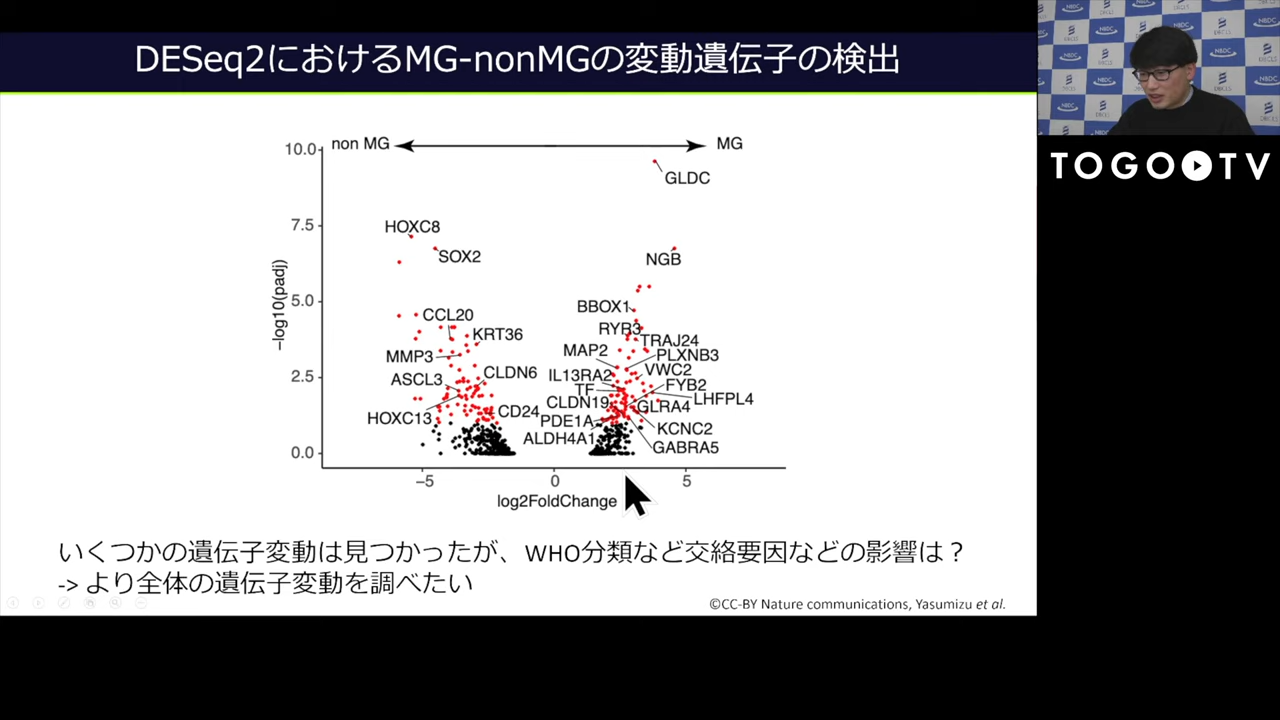 DESeq2におけるMG-nonMGの変動遺伝子の検出
NBDC
DBCLS
TOGO TV
non MG
MG
10.0
7.5
5.0
2.5
0.0
−log10(padj)
GLDC
HOXC8
SOX2
NGB
BBOX1
CCL20
RYR3
KRT36
TRAJ24
MMP3
MAP2
PLXNB3
ASCL3
CLDN6
IL13RA2
VWC2
TF
FYB2
LHFPL4
HOXC13
CD24
CLDN19
GLRA4
PDE1A
KCNC2
ALDH4A1
GABRA5
−5
0
5
log2FoldChange
いくつかの遺伝子変動は見つかったが、WHO分類など交絡要因などの影響は？
-> より全体の遺伝子変動を調べたい
©CC-BY Nature communications, Yasumizu et al.